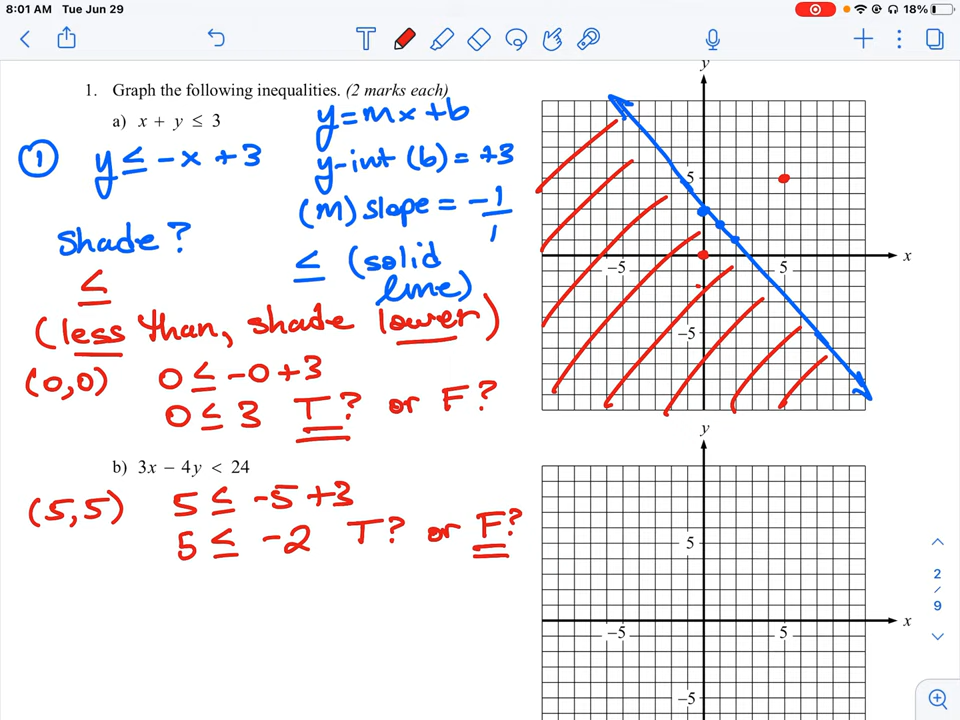 8:01 AM Tue Jun 29
18%
T
1. Graph the following inequalities. (2 marks each)
a) x + y ≤ 3
① y ≤ -x +3
y=mx+b
y-int (b) = +3
(m) slope = -1/1
shade?
≤ (solid line)
≤
(less than, shade lower)
(0,0) 0 ≤ -0+3
0 ≤ 3 T? or F?
b) 3x − 4y < 24
(5,5) 5 ≤ -5 +3
5 ≤ -2 T? or F?
y
5
−5
5
x
−5
y
5
−5
5
x
−5
2
/
9